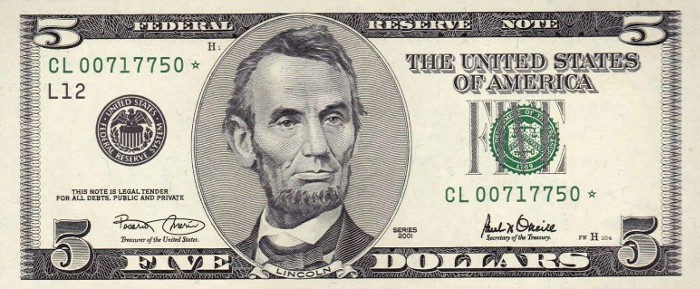 5 FEDERAL RESERVE NOTE 5
H1
CL 00717750 ★
L12
THE UNITED STATES
OF AMERICA
UNITED STATES
FEDERAL RESERVE SYSTEM
FIVE
1789
CL 00717750 ★
THIS NOTE IS LEGAL TENDER
FOR ALL DEBTS, PUBLIC AND PRIVATE
Treasurer of the United States.
SERIES
2001
Paul H. O'Neill
Secretary of the Treasury.
FW H 104
5 FIVE DOLLARS 5
LINCOLN